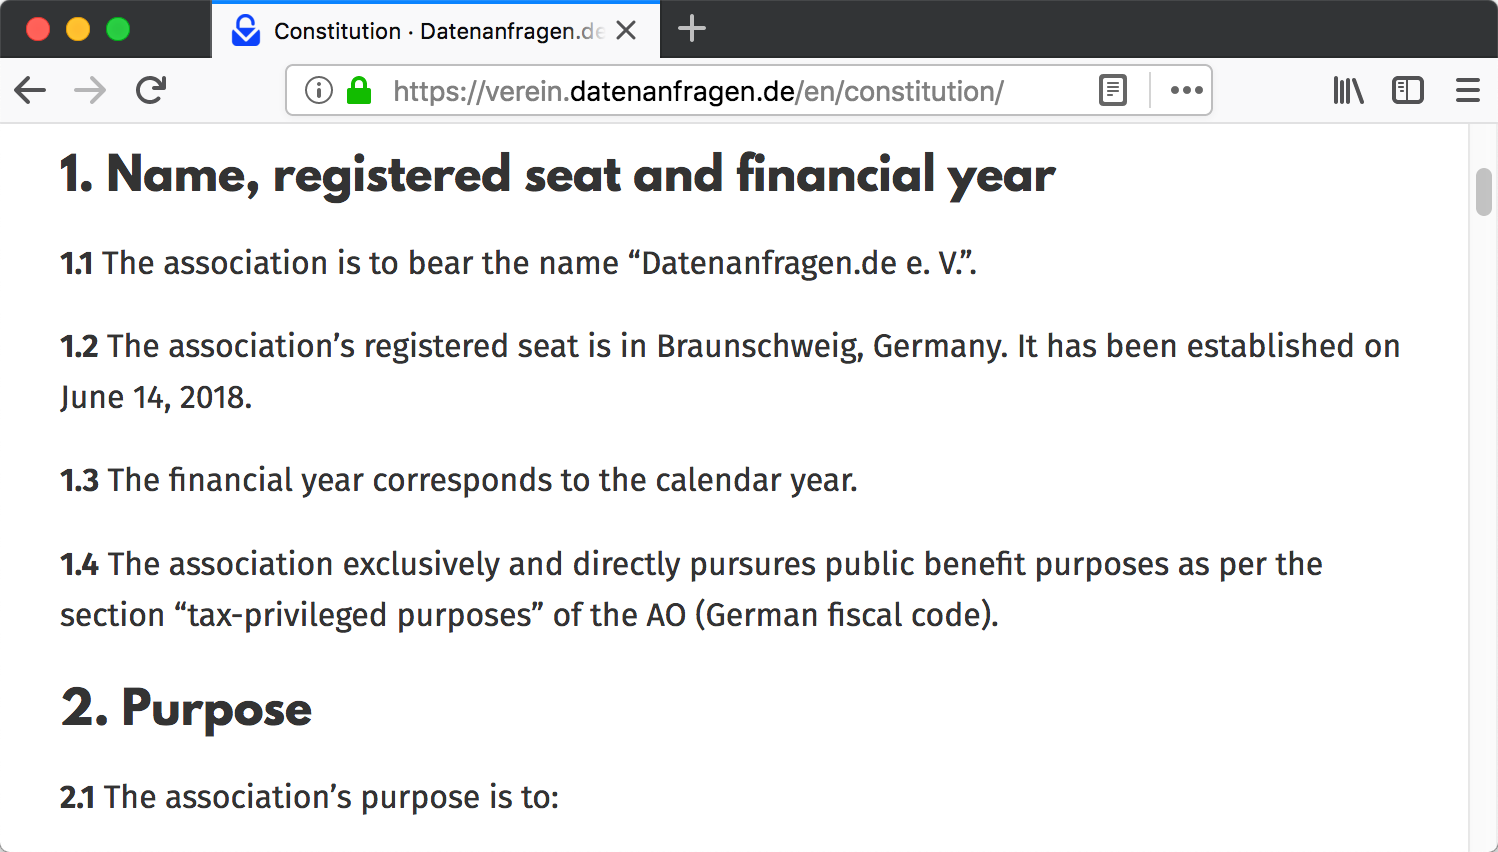 Constitution · Datenanfragen.de
https://verein.datenanfragen.de/en/constitution/
1. Name, registered seat and financial year
1.1 The association is to bear the name “Datenanfragen.de e. V.”.
1.2 The association’s registered seat is in Braunschweig, Germany. It has been established on
June 14, 2018.
1.3 The financial year corresponds to the calendar year.
1.4 The association exclusively and directly pursures public benefit purposes as per the
section “tax-privileged purposes” of the AO (German fiscal code).
2. Purpose
2.1 The association’s purpose is to: